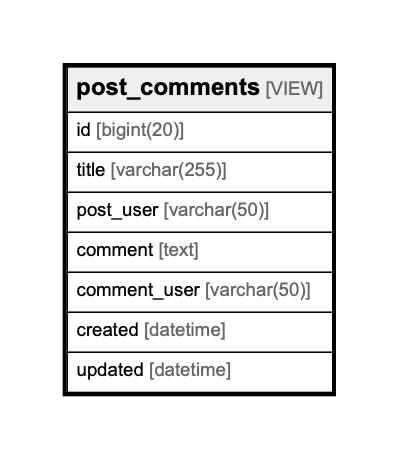 post_comments [VIEW]
id [bigint(20)]
title [varchar(255)]
post_user [varchar(50)]
comment [text]
comment_user [varchar(50)]
created [datetime]
updated [datetime]